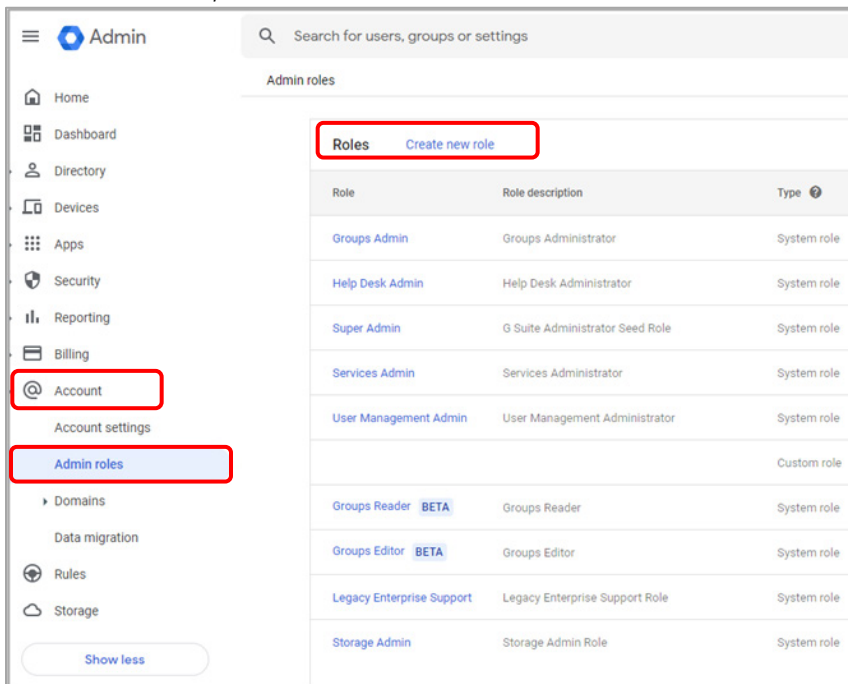 Admin
Search for users, groups or settings
Admin roles
Home
Dashboard
Directory
Devices
Apps
Security
Reporting
Billing
Account
Account settings
Admin roles
Domains
Data migration
Rules
Storage
Show less
Roles Create new role
Role Role description Type
Groups Admin Groups Administrator System role
Help Desk Admin Help Desk Administrator System role
Super Admin G Suite Administrator Seed Role System role
Services Admin Services Administrator System role
User Management Admin User Management Administrator System role
Custom role
Groups Reader BETA Groups Reader System role
Groups Editor BETA Groups Editor System role
Legacy Enterprise Support Legacy Enterprise Support Role System role
Storage Admin Storage Admin Role System role